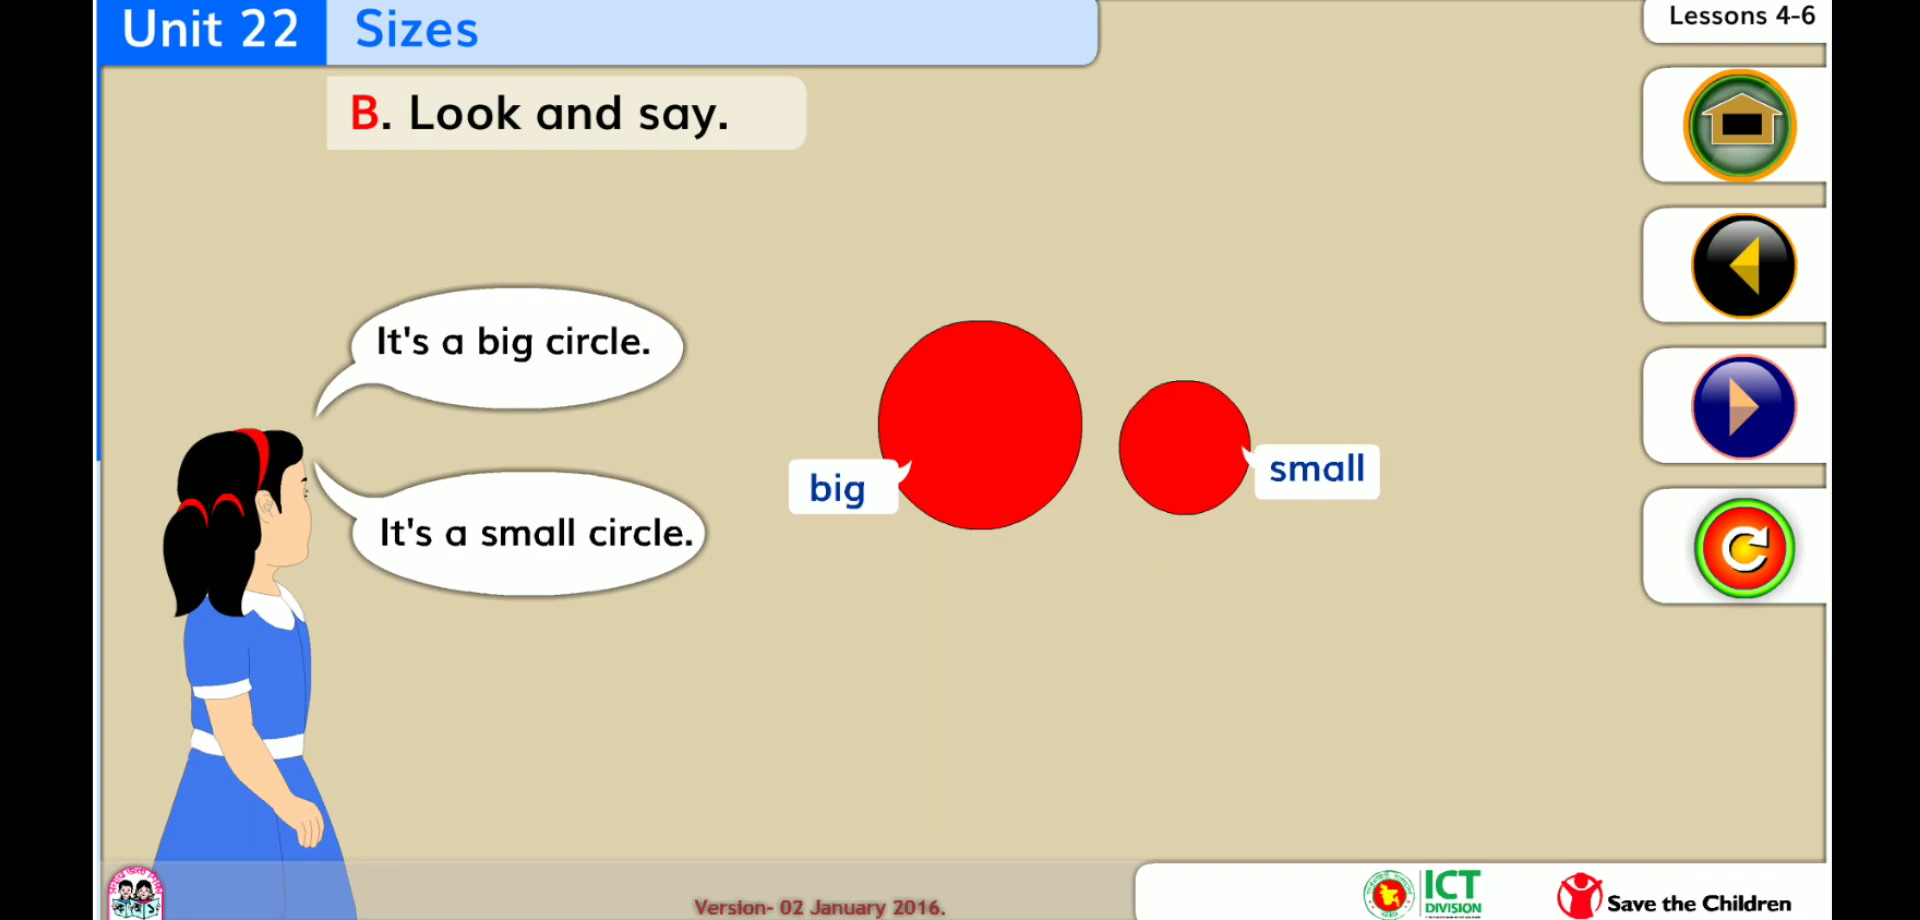 Unit 22 Sizes
Lessons 4-6
B. Look and say.
It's a big circle.
It's a small circle.
big
small
Version- 02 January 2016.
ICT
DIVISION
Save the Children